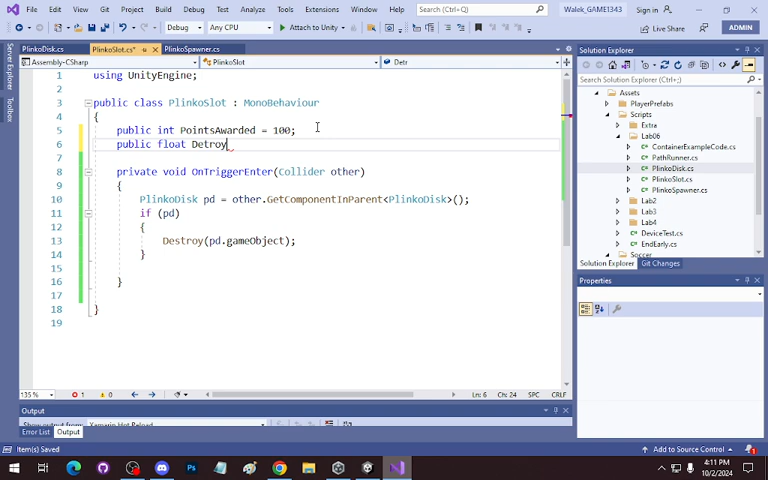 File Edit View Git Project Build Debug Test Analyze Tools Extensions Window Help Search (Ctrl+Q) Walek_GAME1343 Sign in
Debug Any CPU Attach to Unity Live Share ADMIN
PlinkoDisk.cs PlinkoSlot.cs* PlinkoSpawner.cs
Assembly-CSharp PlinkoSlot Detr
Server Explorer
Toolbox
1 using UnityEngine;
2
3 public class PlinkoSlot : MonoBehaviour
4 {
5 public int PointsAwarded = 100;
6 public float Detroy
7
8 private void OnTriggerEnter(Collider other)
9 {
10 PlinkoDisk pd = other.GetComponentInParent<PlinkoDisk>();
11 if (pd)
12 {
13 Destroy(pd.gameObject);
14 }
15
16 }
17
18 }
19
135 % 1 0 Ln: 6 Ch: 24 SPC CRLF
Output
Error List Output
Solution Explorer
Search Solution Explorer (Ctrl+;)
Assets
PlayerPrefabs
Scripts
Extra
Lab06
ContainerExampleCode.cs
PathRunner.cs
PlinkoDisk.cs
PlinkoSlot.cs
PlinkoSpawner.cs
Lab2
Lab3
Lab4
DeviceTest.cs
EndEarly.cs
Soccer
Solution Explorer Git Changes
Properties
Item(s) Saved Add to Source Control 1
4:11 PM
10/2/2024